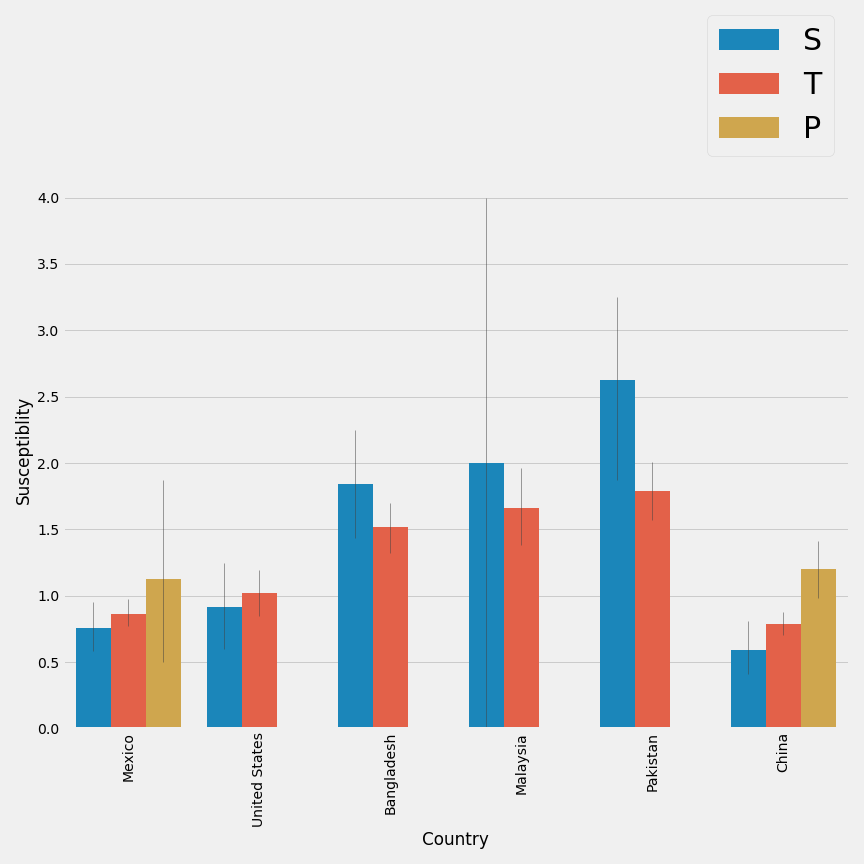 S
T
P
4.0
3.5
3.0
2.5
2.0
1.5
1.0
0.5
0.0
Susceptiblity
Mexico
United States
Bangladesh
Malaysia
Pakistan
China
Country